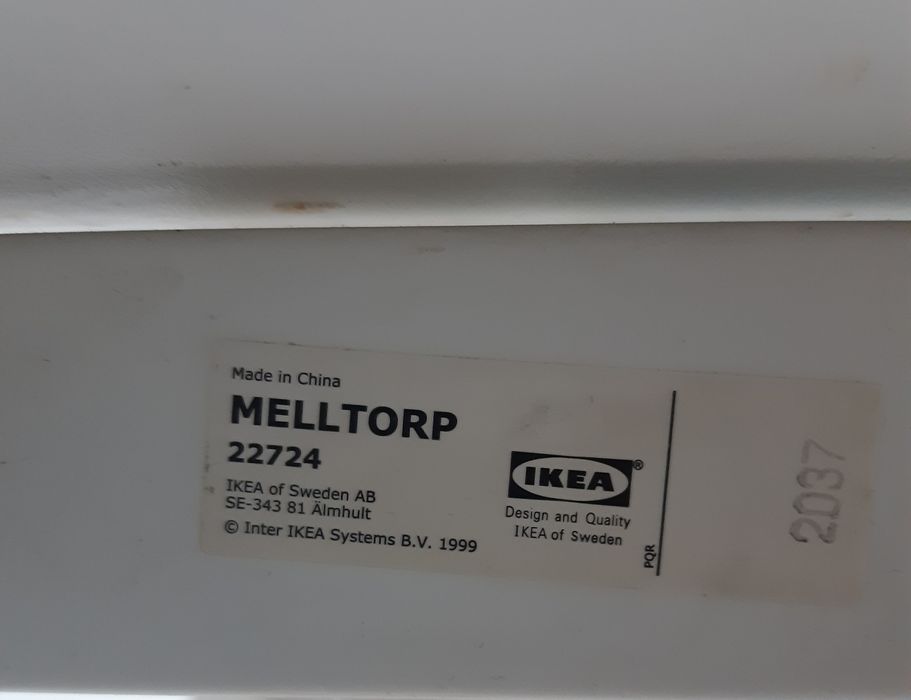 Made in China
MELLTORP
22724
IKEA of Sweden AB
SE-343 81 Älmhult
© Inter IKEA Systems B.V. 1999
IKEA®
Design and Quality
IKEA of Sweden
PQR
2037